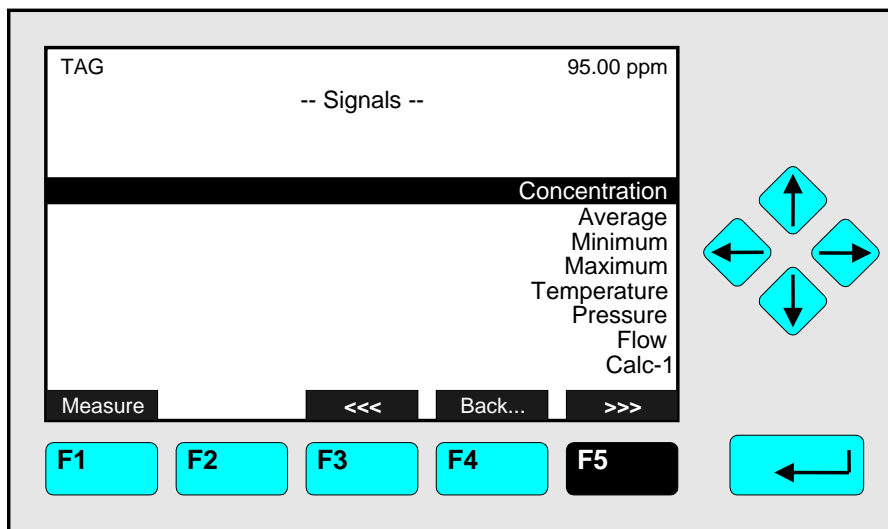 TAG 95.00 ppm
-- Signals --
Concentration
Average
Minimum
Maximum
Temperature
Pressure
Flow
Calc-1
Measure <<< Back... >>>
F1 F2 F3 F4 F5